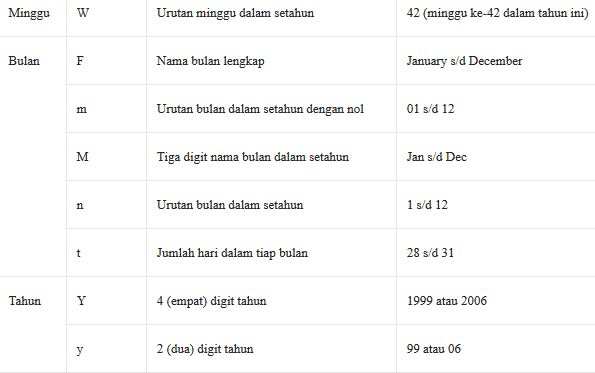 Minggu W Urutan minggu dalam setahun 42 (minggu ke-42 dalam tahun ini)
Bulan F Nama bulan lengkap January s/d December
m Urutan bulan dalam setahun dengan nol 01 s/d 12
M Tiga digit nama bulan dalam setahun Jan s/d Dec
n Urutan bulan dalam setahun 1 s/d 12
t Jumlah hari dalam tiap bulan 28 s/d 31
Tahun Y 4 (empat) digit tahun 1999 atau 2006
y 2 (dua) digit tahun 99 atau 06